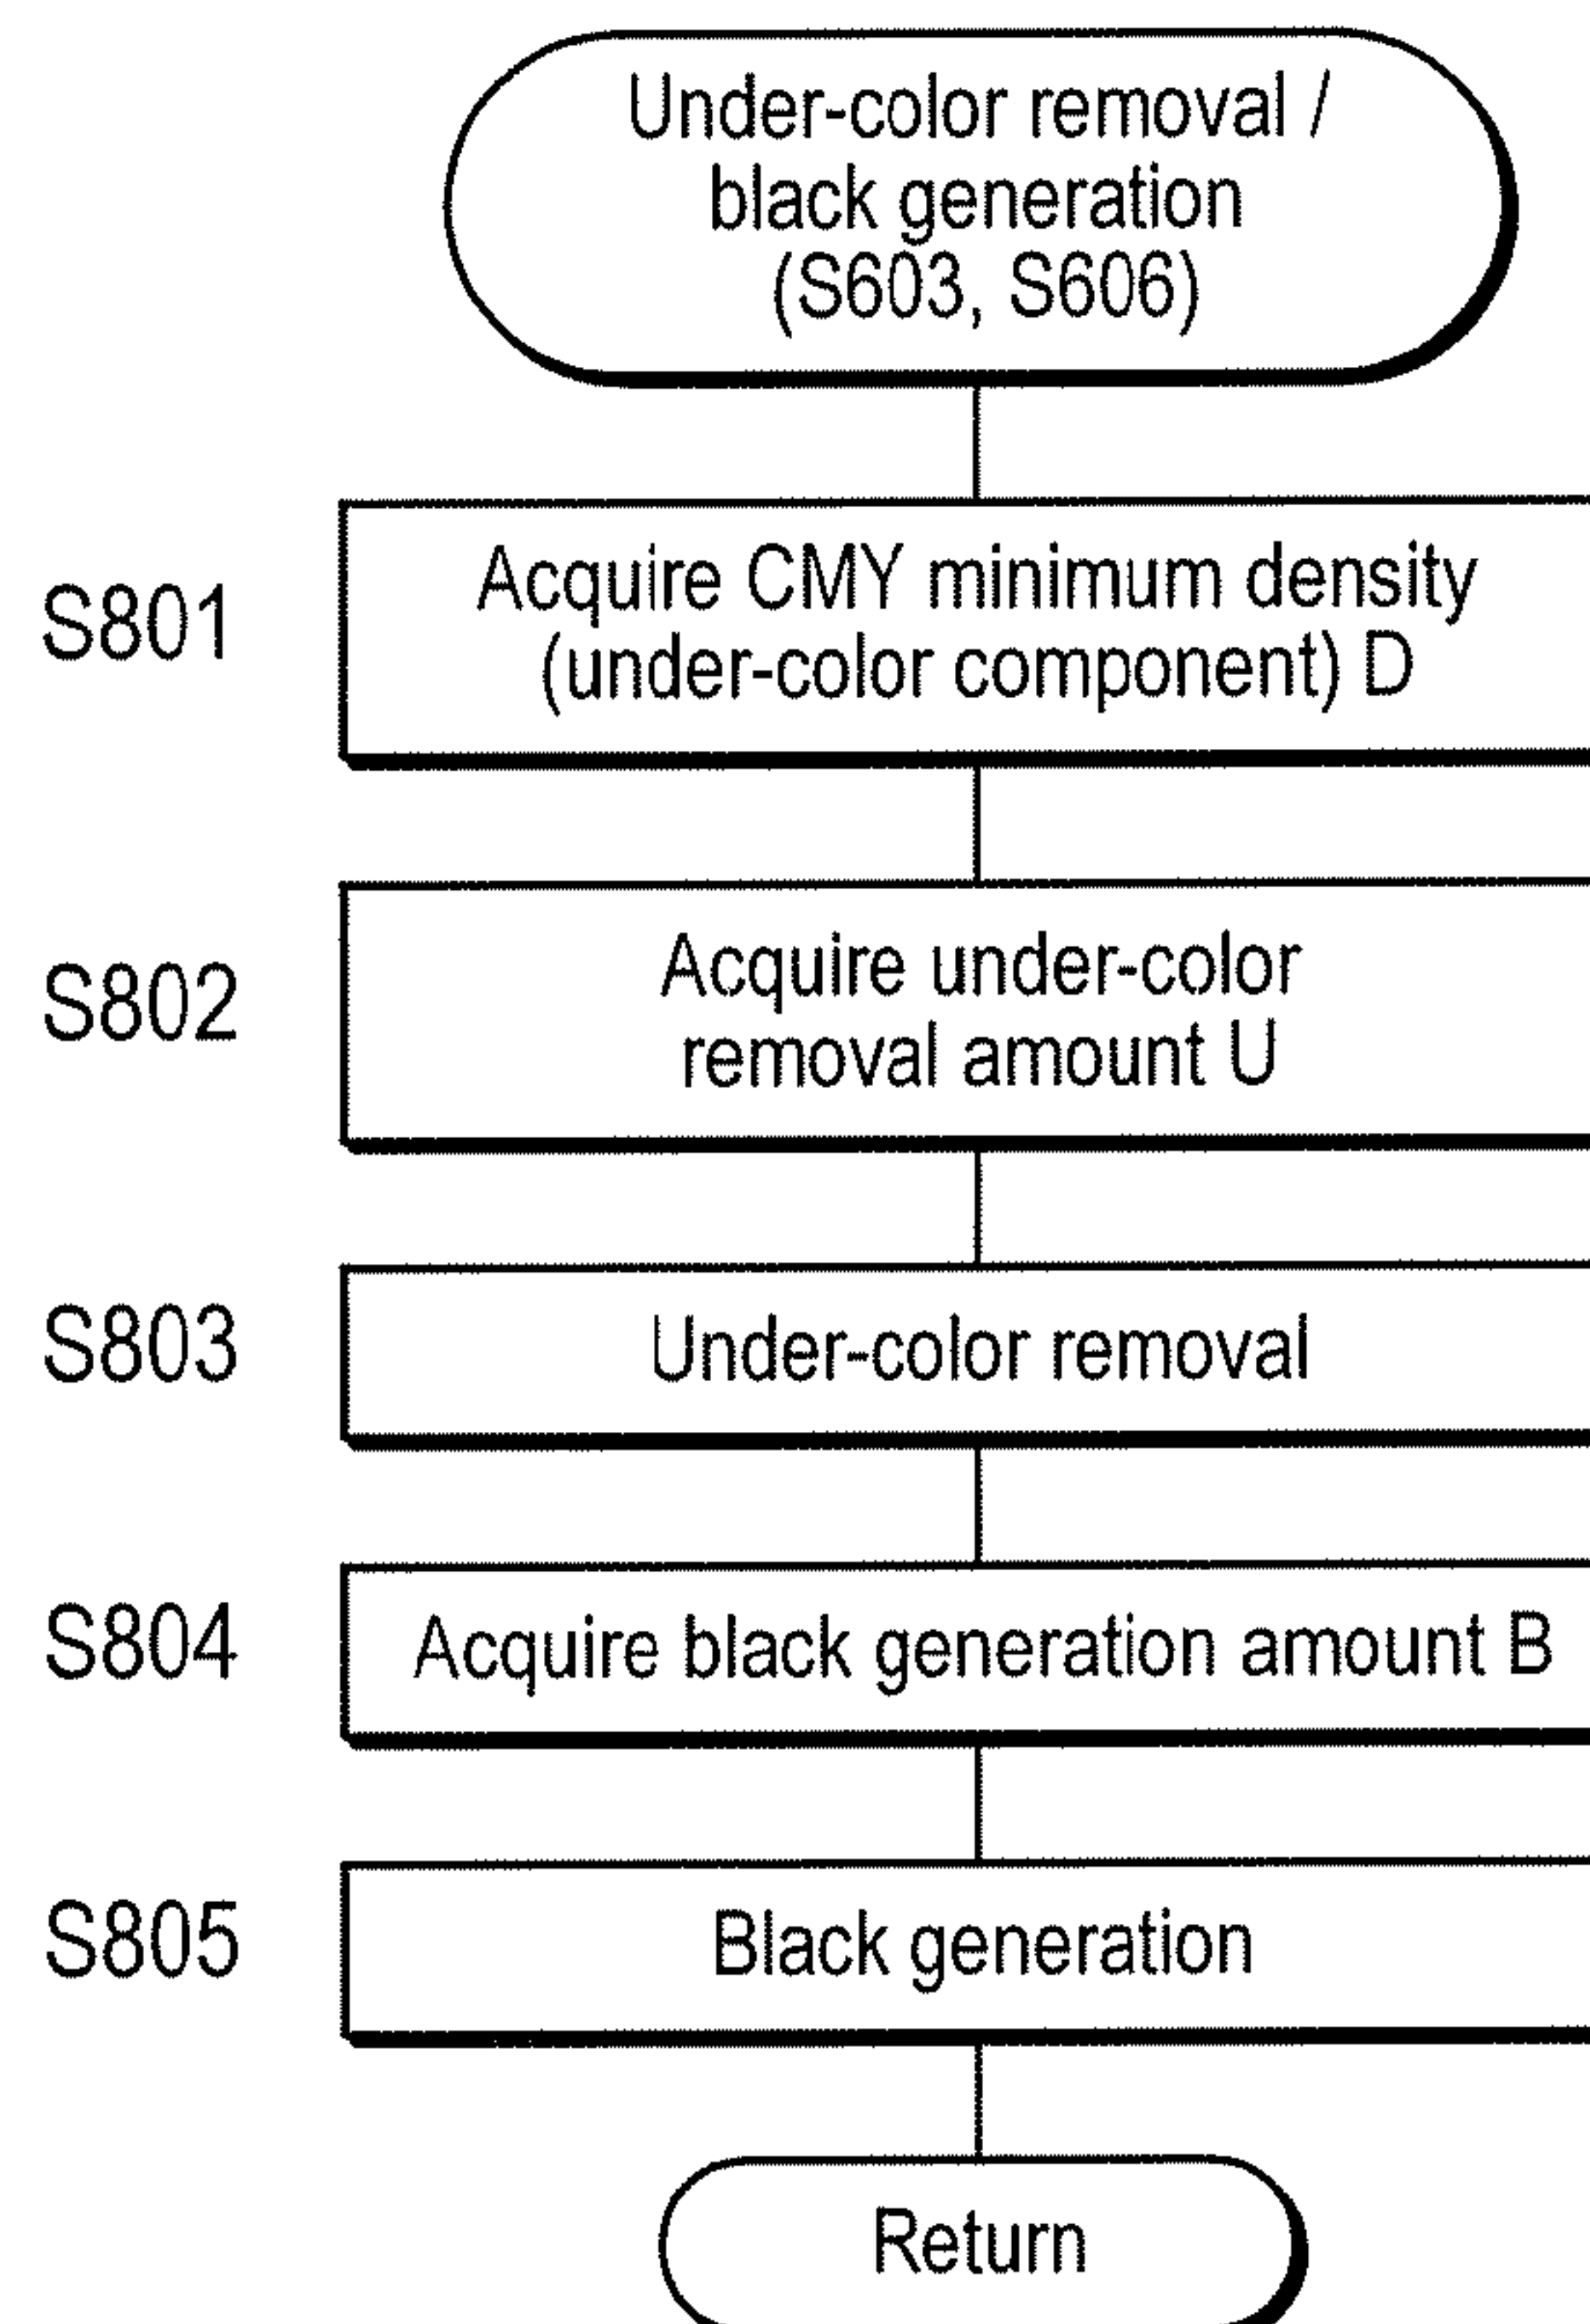 Under-color removal /
black generation
(S603, S606)
S801
Acquire CMY minimum density
(under-color component) D
S802
Acquire under-color
removal amount U
S803
Under-color removal
S804
Acquire black generation amount B
S805
Black generation
Return